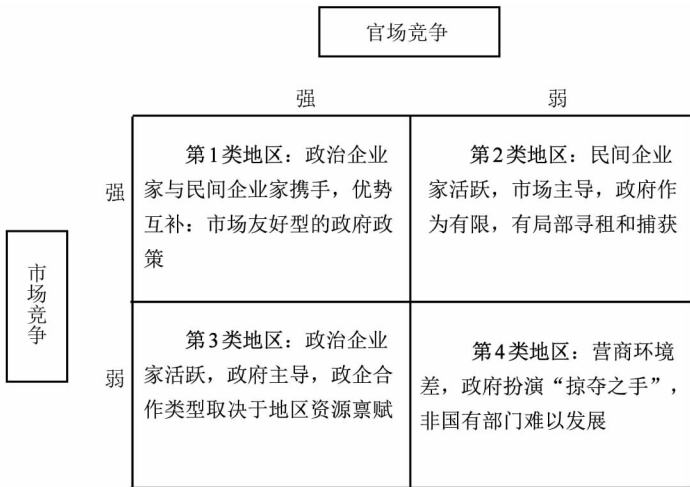 官场竞争
强
弱
强
第1类地区：政治企业
家与民间企业家携手，优势
互补：市场友好型的政府政
策
第2类地区：民间企业
家活跃，市场主导，政府作
为有限，有局部寻租和捕获
市场竞争
弱
第3类地区：政治企业
家活跃，政府主导，政企合
作类型取决于地区资源禀赋
第4类地区：营商环境
差，政府扮演“掠夺之手”，
非国有部门难以发展